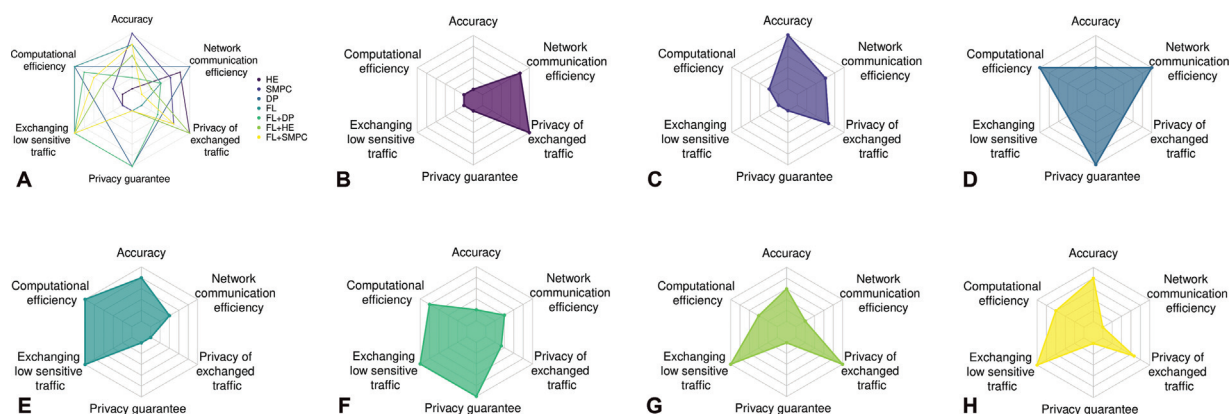 Accuracy
Computational
efficiency
Network
communication
efficiency
HE
SMPC
DP
FL
FL+DP
FL+HE
FL+SMPC
Exchanging
low sensitive
traffic
Privacy of
exchanged
traffic
Privacy guarantee
A
Accuracy
Computational
efficiency
Network
communication
efficiency
Exchanging
low sensitive
traffic
Privacy of
exchanged
traffic
Privacy guarantee
B
Accuracy
Computational
efficiency
Network
communication
efficiency
Exchanging
low sensitive
traffic
Privacy of
exchanged
traffic
Privacy guarantee
C
Accuracy
Computational
efficiency
Network
communication
efficiency
Exchanging
low sensitive
traffic
Privacy of
exchanged
traffic
Privacy guarantee
D
Accuracy
Computational
efficiency
Network
communication
efficiency
Exchanging
low sensitive
traffic
Privacy of
exchanged
traffic
Privacy guarantee
E
Accuracy
Computational
efficiency
Network
communication
efficiency
Exchanging
low sensitive
traffic
Privacy of
exchanged
traffic
Privacy guarantee
F
Accuracy
Computational
efficiency
Network
communication
efficiency
Exchanging
low sensitive
traffic
Privacy of
exchanged
traffic
Privacy guarantee
G
Accuracy
Computational
efficiency
Network
communication
efficiency
Exchanging
low sensitive
traffic
Privacy of
exchanged
traffic
Privacy guarantee
H